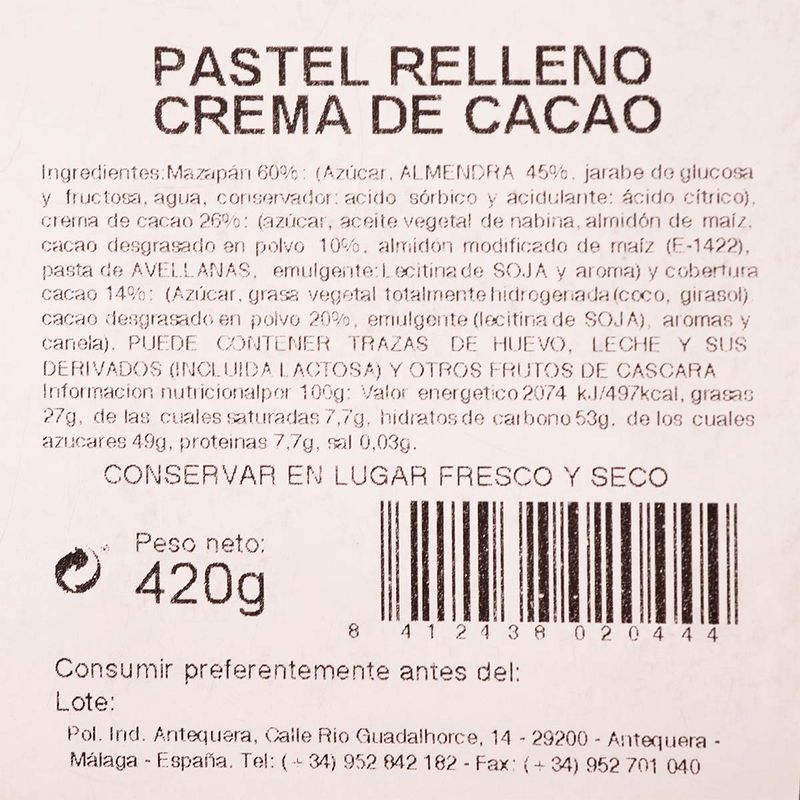 PASTEL RELLENO
CREMA DE CACAO
Ingredientes:Mazapán 60%: (Azúcar, ALMENDRA 45%, jarabe de glucosa
y fructosa, agua, conservador: acido sórbico y acidulante: ácido cítrico),
crema de cacao 26%: (azúcar, aceite vegetal de nabina, almidón de maíz,
cacao desgrasado en polvo 10%, almidón modificado de maíz (E-1422),
pasta de AVELLANAS, emulgente:Lecitina de SOJA y aroma) y cobertura
cacao 14%: (Azúcar, grasa vegetal totalmente hidrogenada (coco, girasol)
cacao desgrasado en polvo 20%, emulgente (lecitina de SOJA), aromas y
canela). PUEDE CONTENER TRAZAS DE HUEVO, LECHE Y SUS
DERIVADOS (INCLUIDA LACTOSA) Y OTROS FRUTOS DE CASCARA
Informacion nutricionalpor 100g: Valor energetico 2074 kJ/497kcal, grasas
27g, de las cuales saturadas 7,7g, hidratos de carbono 53g, de los cuales
azucares 49g, proteinas 7,7g, sal 0,03g.
CONSERVAR EN LUGAR FRESCO Y SECO
Peso neto:
420g
8 412438 020444
Consumir preferentemente antes del:
Lote:
Pol. Ind. Antequera, Calle Rio Guadalhorce, 14 - 29200 - Antequera -
Málaga - España. Tel: (+34) 952 842 182 - Fax: (+34) 952 701 040